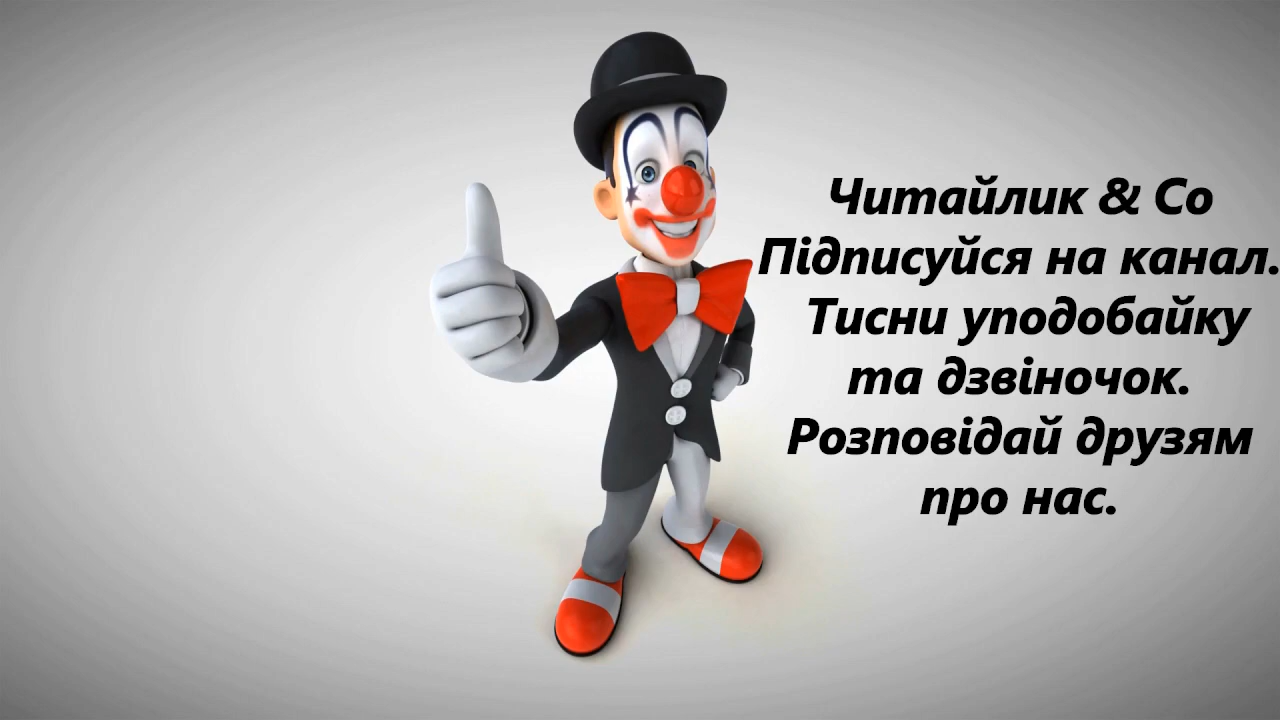 Читайлик & Co
Підписуйся на канал.
Тисни уподобайку
та дзвіночок.
Розповідай друзям
про нас.